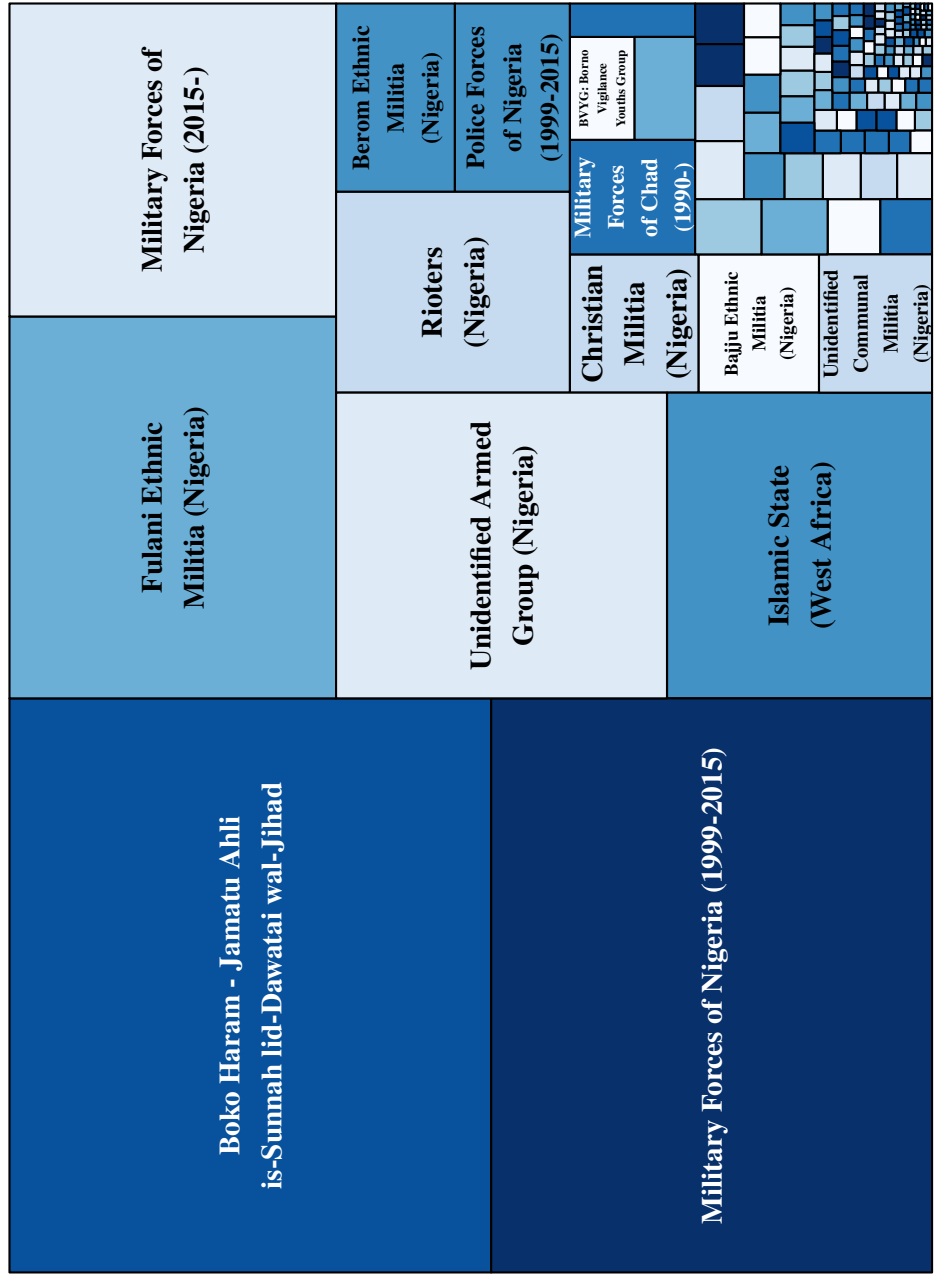 Boko Haram - Jamatu Ahli
is-Sunnah lid-Dawatai wal-Jihad
Military Forces of Nigeria (1999-2015)
Fulani Ethnic
Militia (Nigeria)
Military Forces of
Nigeria (2015-)
Unidentified Armed
Group (Nigeria)
Islamic State
(West Africa)
Rioters
(Nigeria)
Berom Ethnic
Militia
(Nigeria)
Police Forces
of Nigeria
(1999-2015)
Christian
Militia
(Nigeria)
Bajju Ethnic
Militia
(Nigeria)
Unidentified
Communal
Militia
(Nigeria)
Military
Forces
of Chad
(1990-)
BVYG: Borno
Vigilance
Youths Group